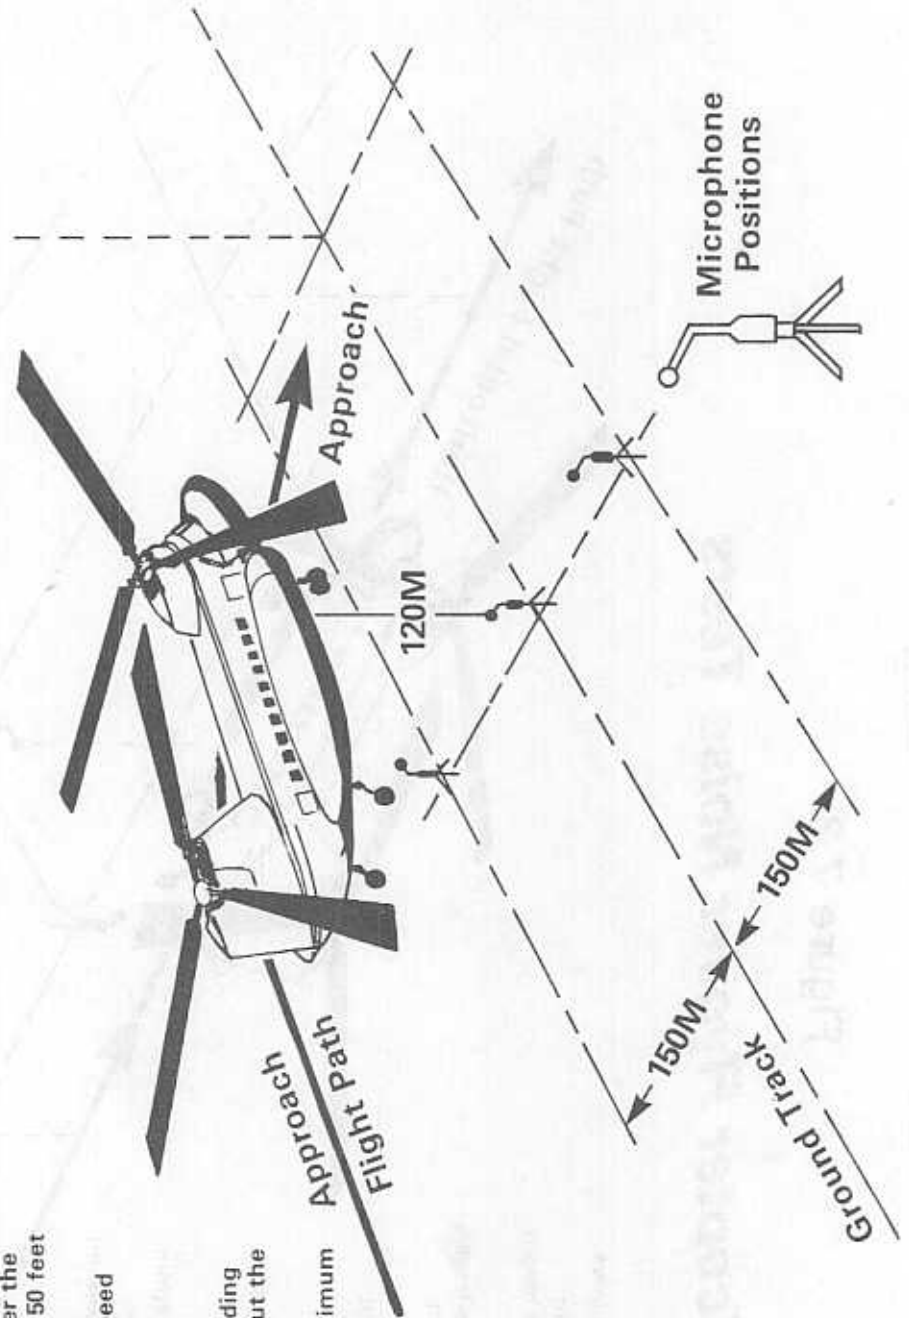 er the
50 feet
eed
ding
ut the
imum
Approach
Flight Path
Approach
120M
Microphone
Positions
150M
150M
Ground Track